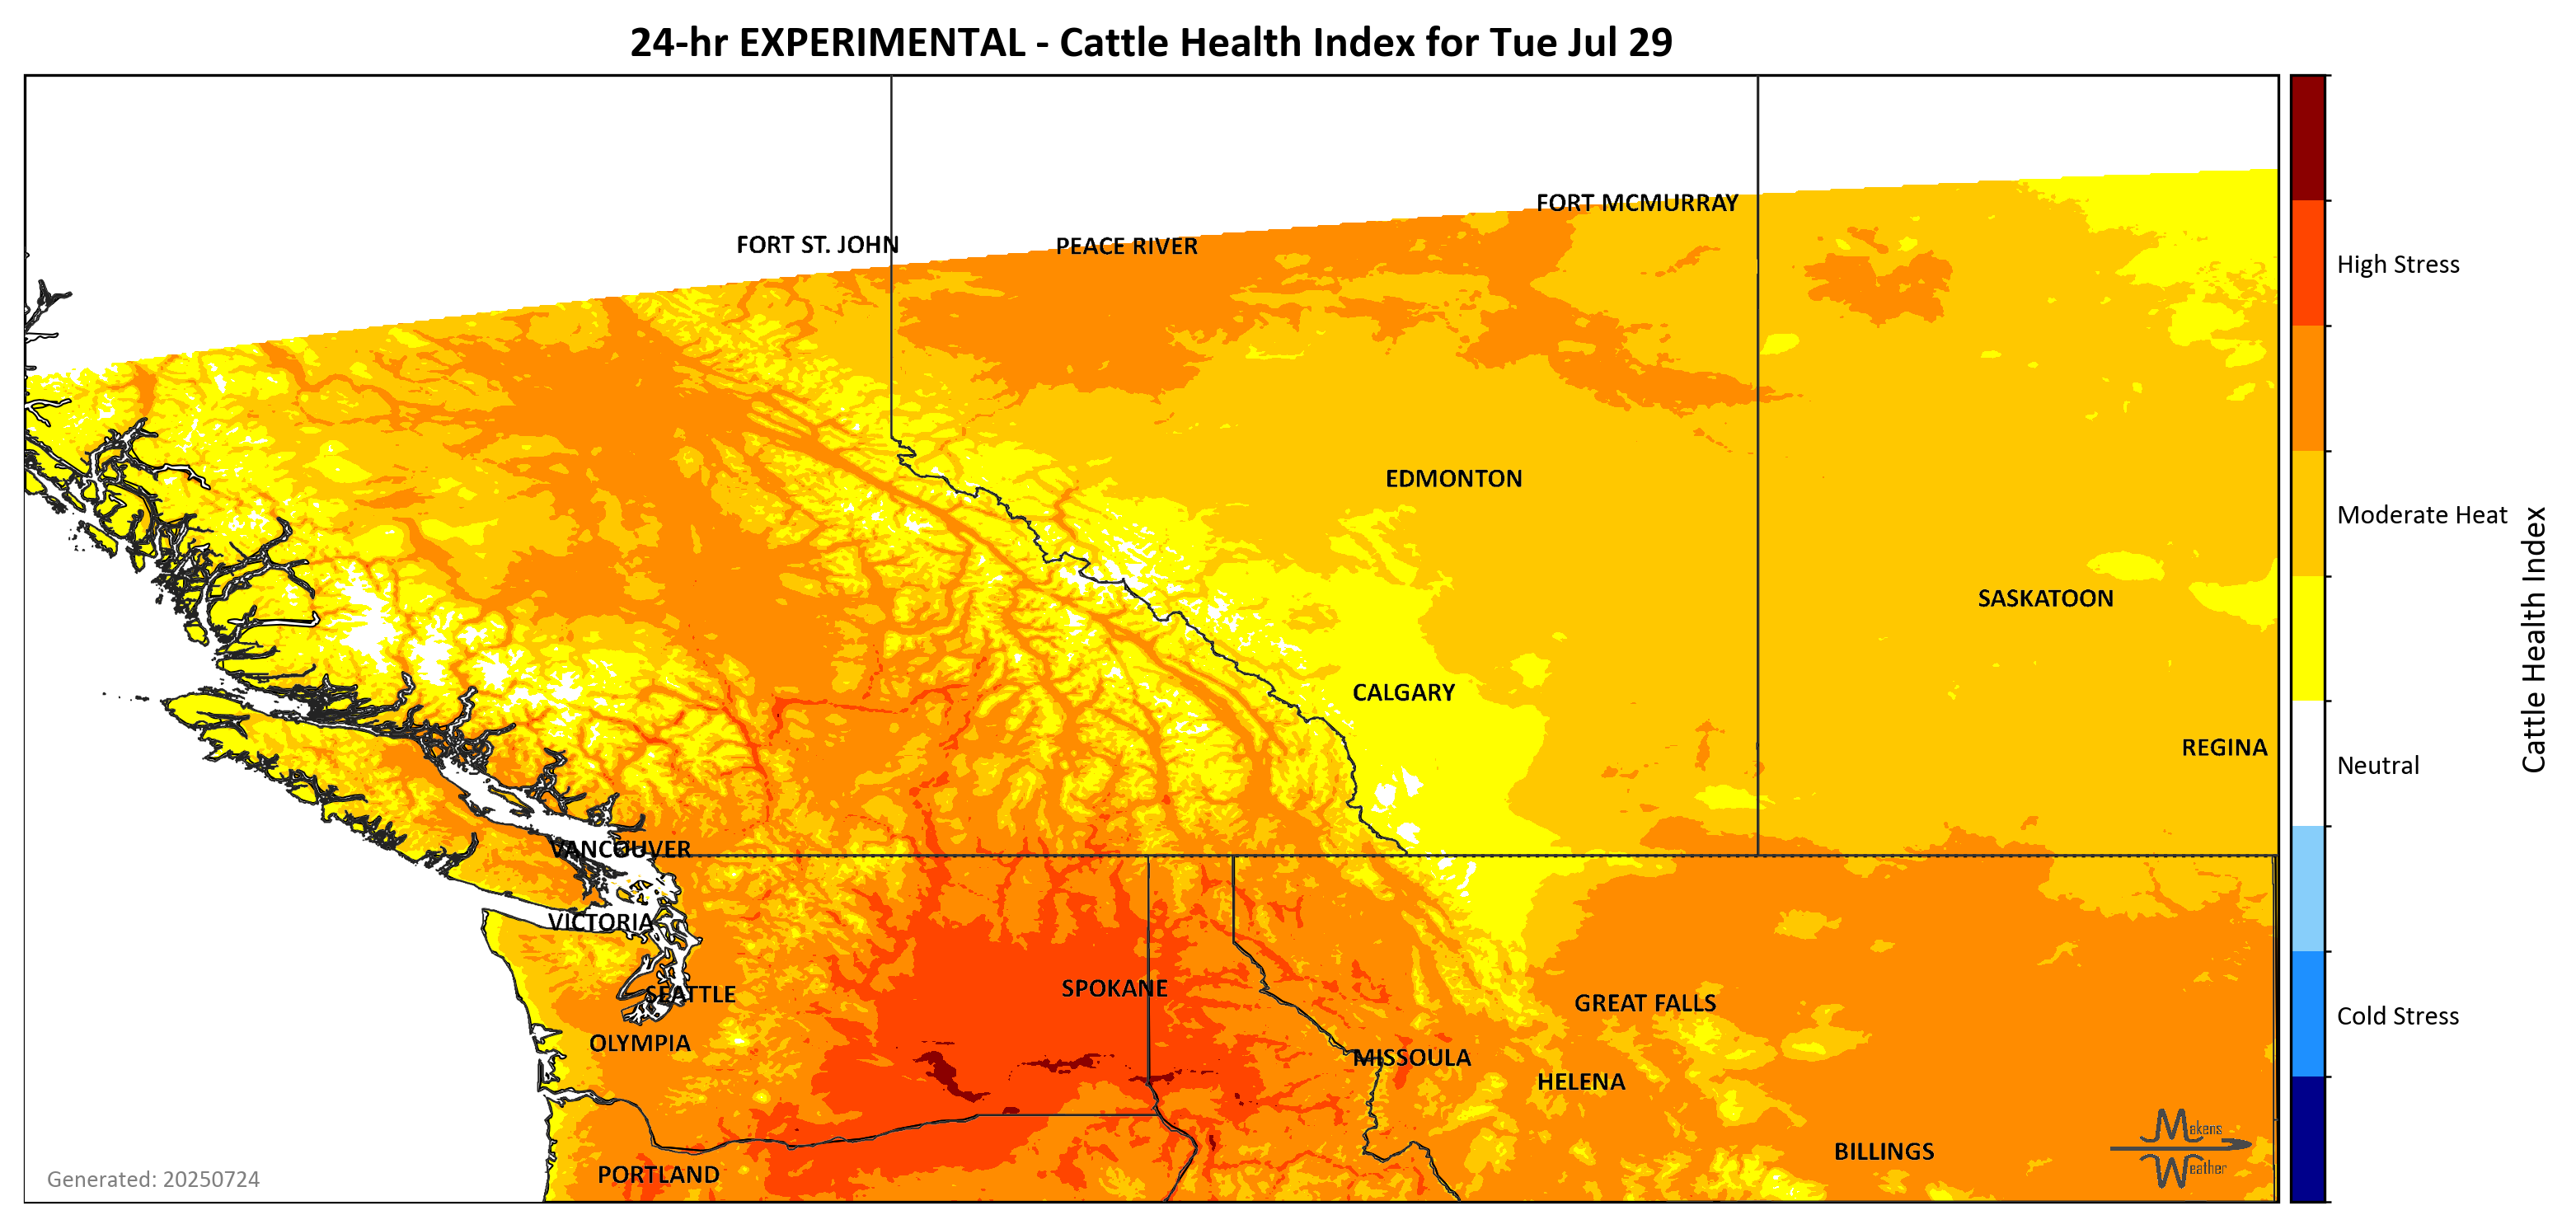 24-hr EXPERIMENTAL - Cattle Health Index for Tue Jul 29
FORT MCMURRAY
FORT ST. JOHN
PEACE RIVER
High Stress
EDMONTON
Moderate Heat
SASKATOON
CALGARY
REGINA
Neutral
Cattle Health Index
VANCOUVER
VICTORIA
SPOKANE
SEATTLE
GREAT FALLS
Cold Stress
OLYMPIA
MISSOULA
HELENA
Makens
Weather
BILLINGS
PORTLAND
Generated: 20250724